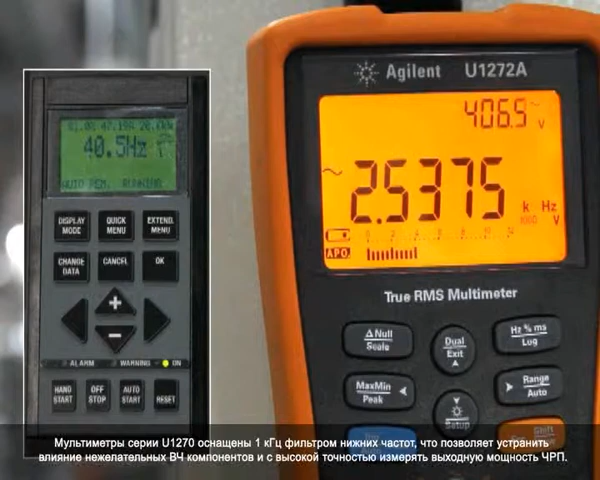 Agilent U1272A
406.5 ~ V
~ 2.5375 k Hz
1000 V
APO
True RMS Multimeter
ΔNull
Scale
Dual
Exit
Hz % ms
Log
MaxMin
Peak
Range
Auto
Setup
Shift
40.5Hz
AUTO REM. RUNNING
DISPLAY MODE
QUICK MENU
EXTEND. MENU
CHANGE DATA
CANCEL
OK
+
−
ALARM
WARNING
ON
HAND START
OFF STOP
AUTO START
RESET
Мультиметры серии U1270 оснащены 1 кГц фильтром нижних частот, что позволяет устранить
влияние нежелательных ВЧ компонентов и с высокой точностью измерять выходную мощность ЧРП.